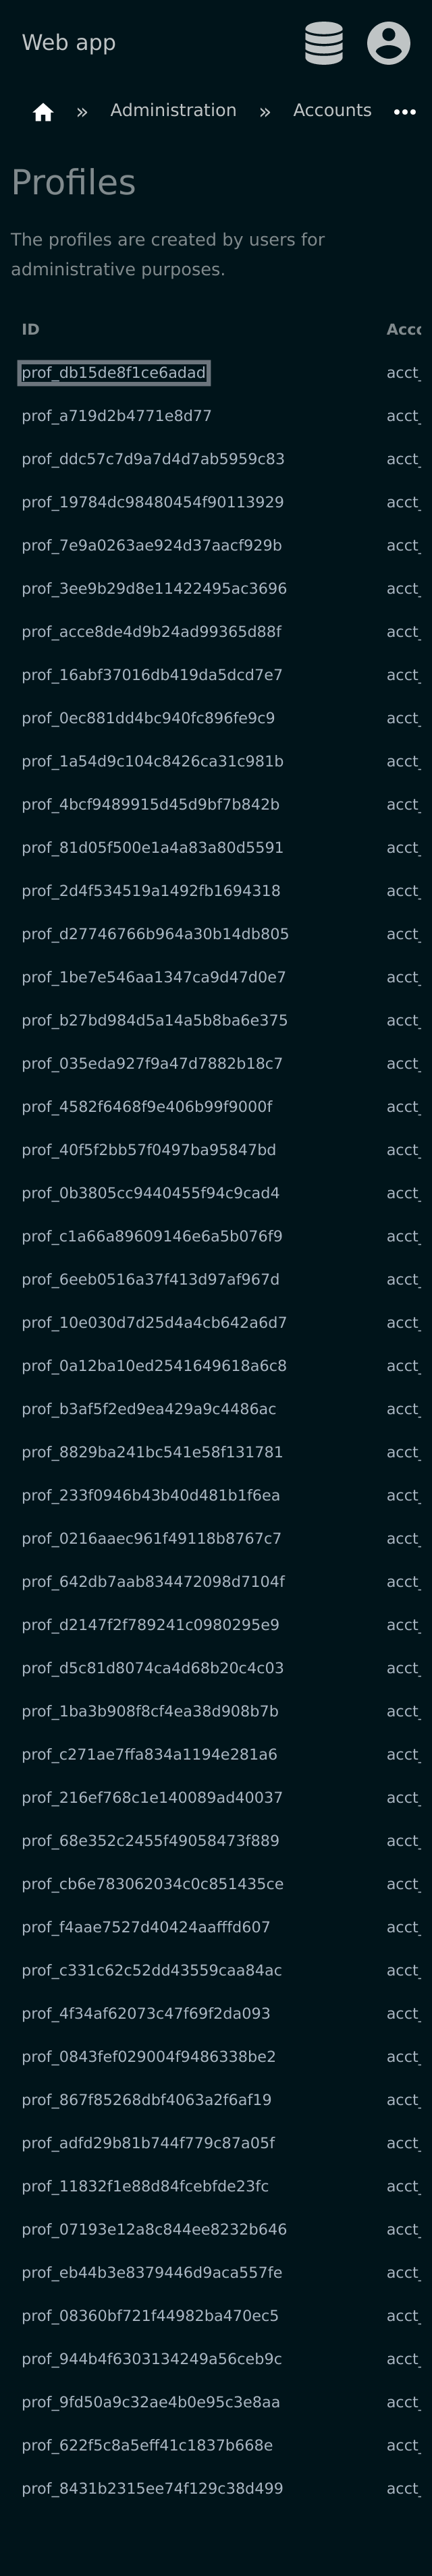 Web app
» Administration » Accounts •••
Profiles
The profiles are created by users for
administrative purposes.
ID Acco
prof_db15de8f1ce6adad acct_
prof_a719d2b4771e8d77 acct_
prof_ddc57c7d9a7d4d7ab5959c83 acct_
prof_19784dc98480454f90113929 acct_
prof_7e9a0263ae924d37aacf929b acct_
prof_3ee9b29d8e11422495ac3696 acct_
prof_acce8de4d9b24ad99365d88f acct_
prof_16abf37016db419da5dcd7e7 acct_
prof_0ec881dd4bc940fc896fe9c9 acct_
prof_1a54d9c104c8426ca31c981b acct_
prof_4bcf9489915d45d9bf7b842b acct_
prof_81d05f500e1a4a83a80d5591 acct_
prof_2d4f534519a1492fb1694318 acct_
prof_d27746766b964a30b14db805 acct_
prof_1be7e546aa1347ca9d47d0e7 acct_
prof_b27bd984d5a14a5b8ba6e375 acct_
prof_035eda927f9a47d7882b18c7 acct_
prof_4582f6468f9e406b99f9000f acct_
prof_40f5f2bb57f0497ba95847bd acct_
prof_0b3805cc9440455f94c9cad4 acct_
prof_c1a66a89609146e6a5b076f9 acct_
prof_6eeb0516a37f413d97af967d acct_
prof_10e030d7d25d4a4cb642a6d7 acct_
prof_0a12ba10ed2541649618a6c8 acct_
prof_b3af5f2ed9ea429a9c4486ac acct_
prof_8829ba241bc541e58f131781 acct_
prof_233f0946b43b40d481b1f6ea acct_
prof_0216aaec961f49118b8767c7 acct_
prof_642db7aab834472098d7104f acct_
prof_d2147f2f789241c0980295e9 acct_
prof_d5c81d8074ca4d68b20c4c03 acct_
prof_1ba3b908f8cf4ea38d908b7b acct_
prof_c271ae7ffa834a1194e281a6 acct_
prof_216ef768c1e140089ad40037 acct_
prof_68e352c2455f49058473f889 acct_
prof_cb6e783062034c0c851435ce acct_
prof_f4aae7527d40424aafffd607 acct_
prof_c331c62c52dd43559caa84ac acct_
prof_4f34af62073c47f69f2da093 acct_
prof_0843fef029004f9486338be2 acct_
prof_867f85268dbf4063a2f6af19 acct_
prof_adfd29b81b744f779c87a05f acct_
prof_11832f1e88d84fcebfde23fc acct_
prof_07193e12a8c844ee8232b646 acct_
prof_eb44b3e8379446d9aca557fe acct_
prof_08360bf721f44982ba470ec5 acct_
prof_944b4f6303134249a56ceb9c acct_
prof_9fd50a9c32ae4b0e95c3e8aa acct_
prof_622f5c8a5eff41c1837b668e acct_
prof_8431b2315ee74f129c38d499 acct_